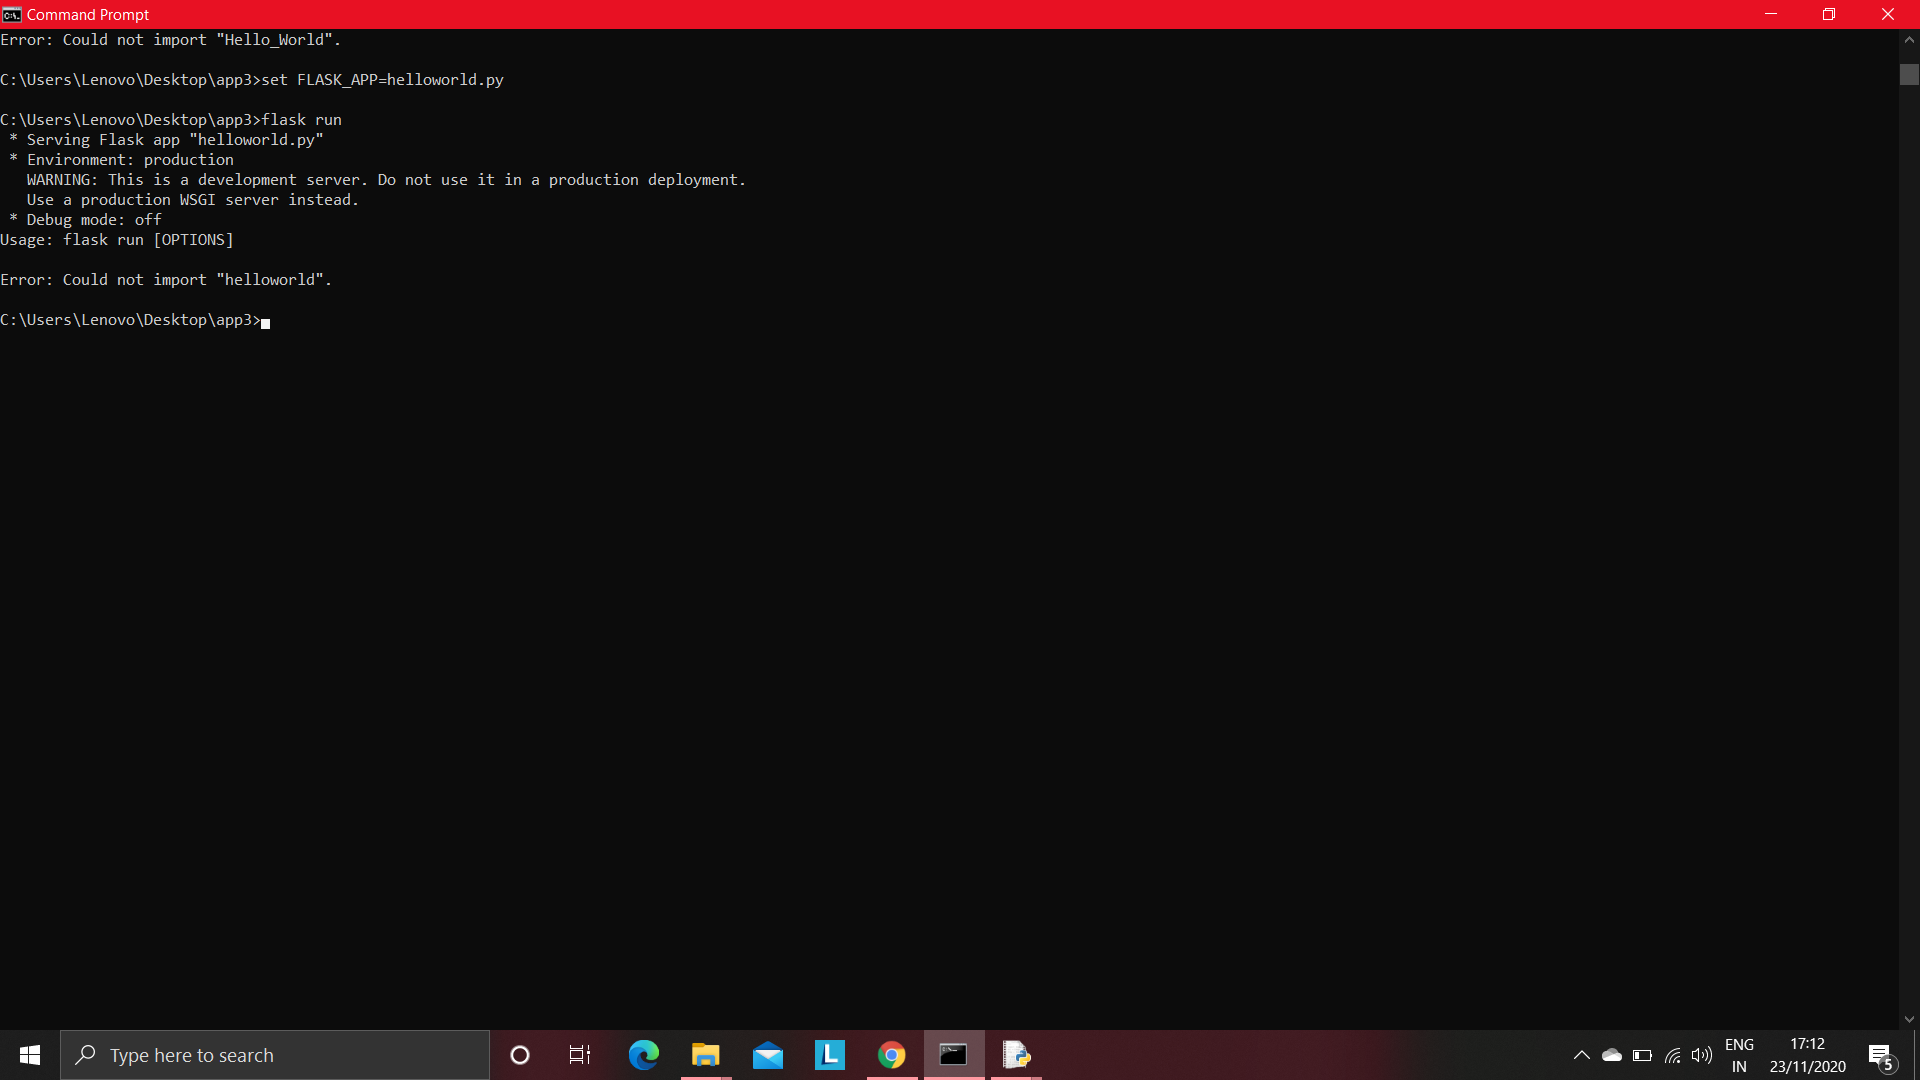 Command Prompt
Error: Could not import "Hello_World".
C:\Users\Lenovo\Desktop\app3>set FLASK_APP=helloworld.py
C:\Users\Lenovo\Desktop\app3>flask run
 * Serving Flask app "helloworld.py"
 * Environment: production
   WARNING: This is a development server. Do not use it in a production deployment.
   Use a production WSGI server instead.
 * Debug mode: off
Usage: flask run [OPTIONS]
Error: Could not import "helloworld".
C:\Users\Lenovo\Desktop\app3>
Type here to search
L
ENG
IN
17:12
23/11/2020
5